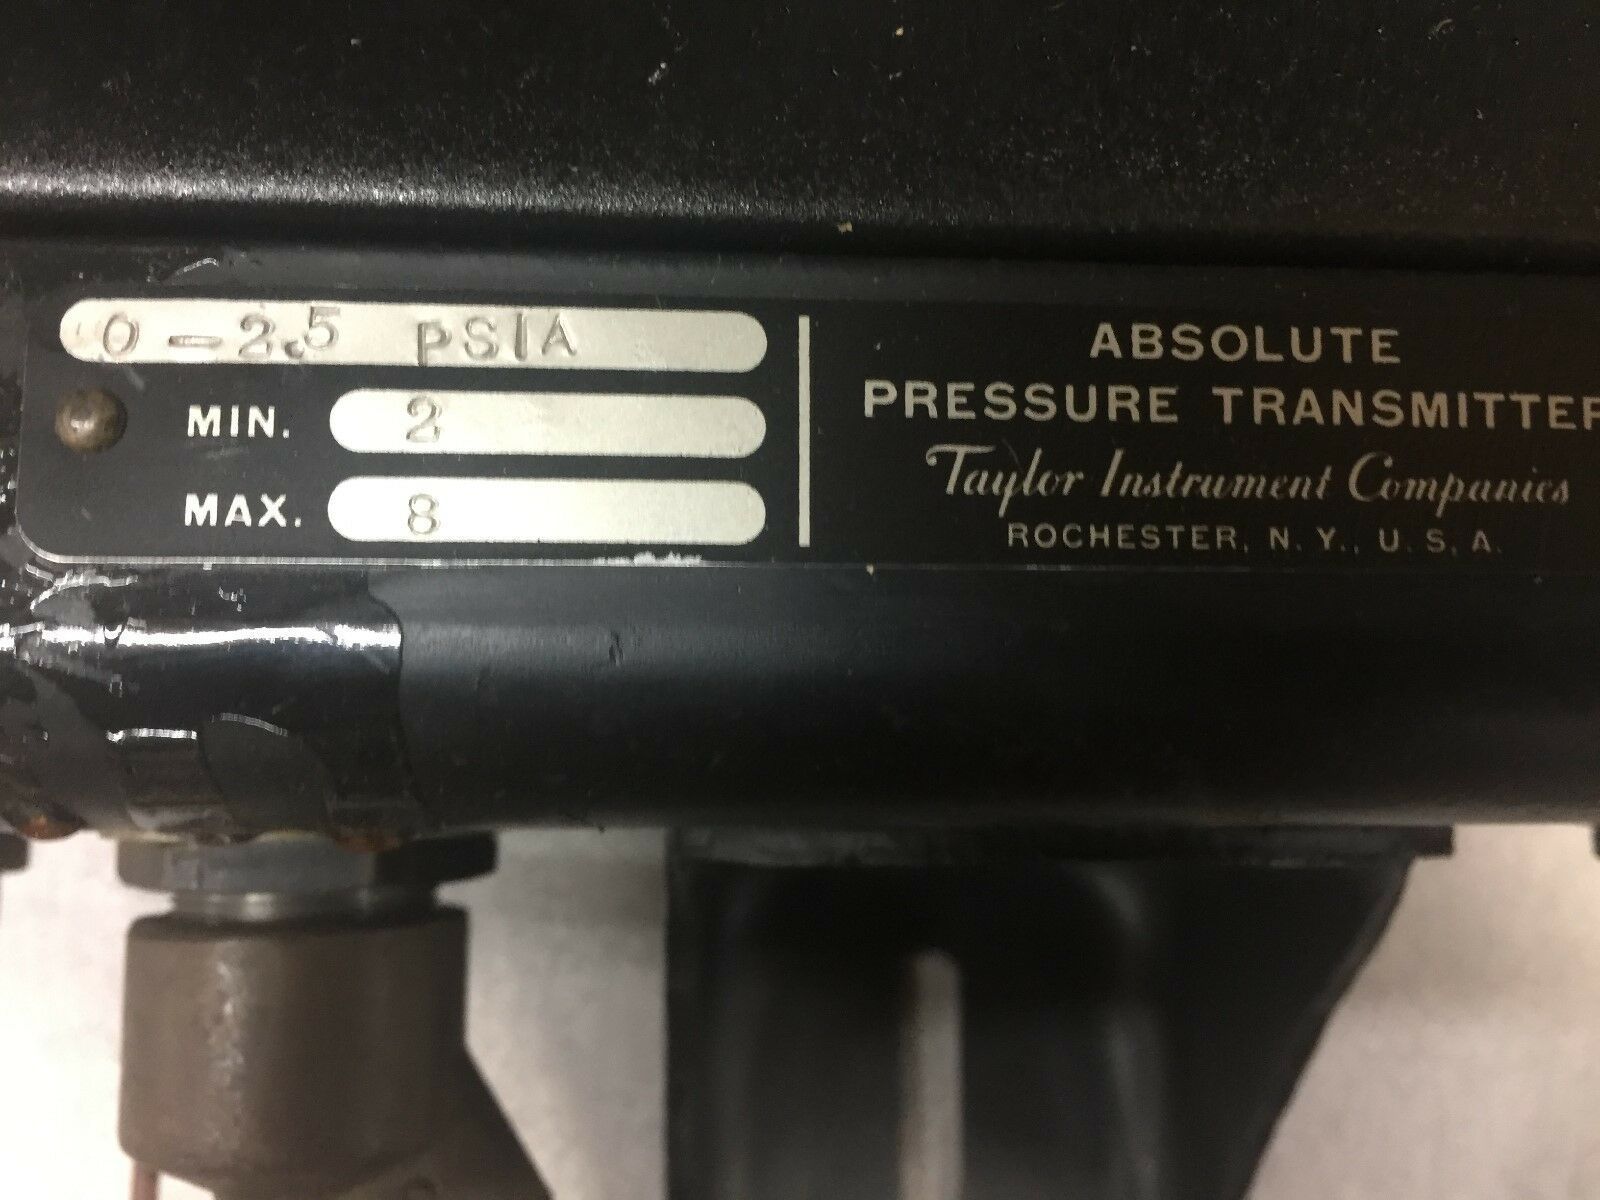 0-2.5 PSIA
MIN. 2
MAX. 8
ABSOLUTE
PRESSURE TRANSMITTER
Taylor Instrument Companies
ROCHESTER, N. Y., U. S. A.